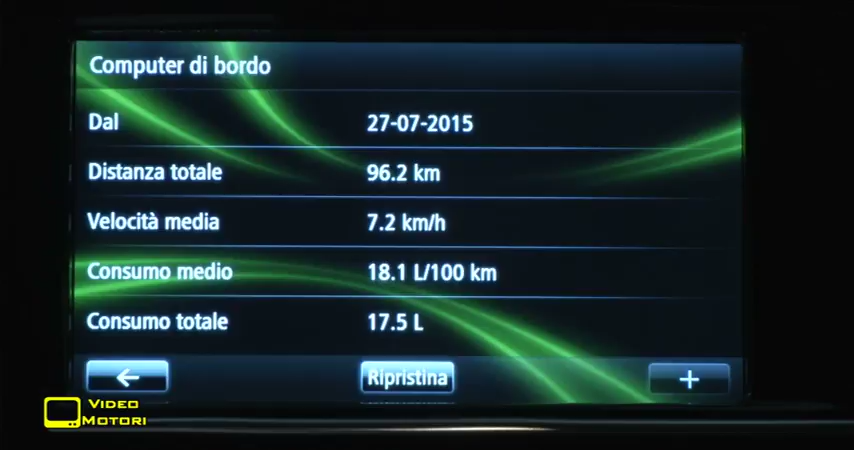 Computer di bordo
Dal 27-07-2015
Distanza totale 96.2 km
Velocità media 7.2 km/h
Consumo medio 18.1 L/100 km
Consumo totale 17.5 L
Ripristina
Video
Motori